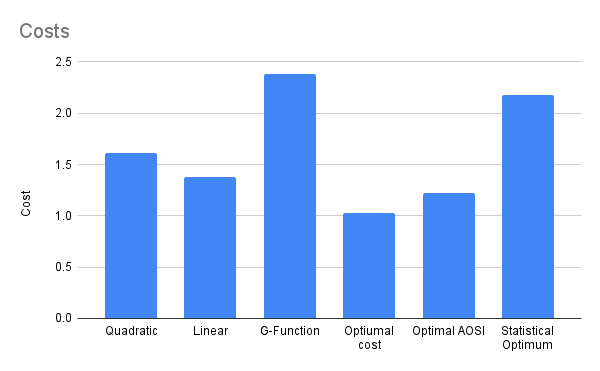 Costs
2.5
2.0
1.5
1.0
0.5
0.0
Cost
Quadratic
Linear
G-Function
Optiumal
cost
Optimal AOSI
Statistical
Optimum